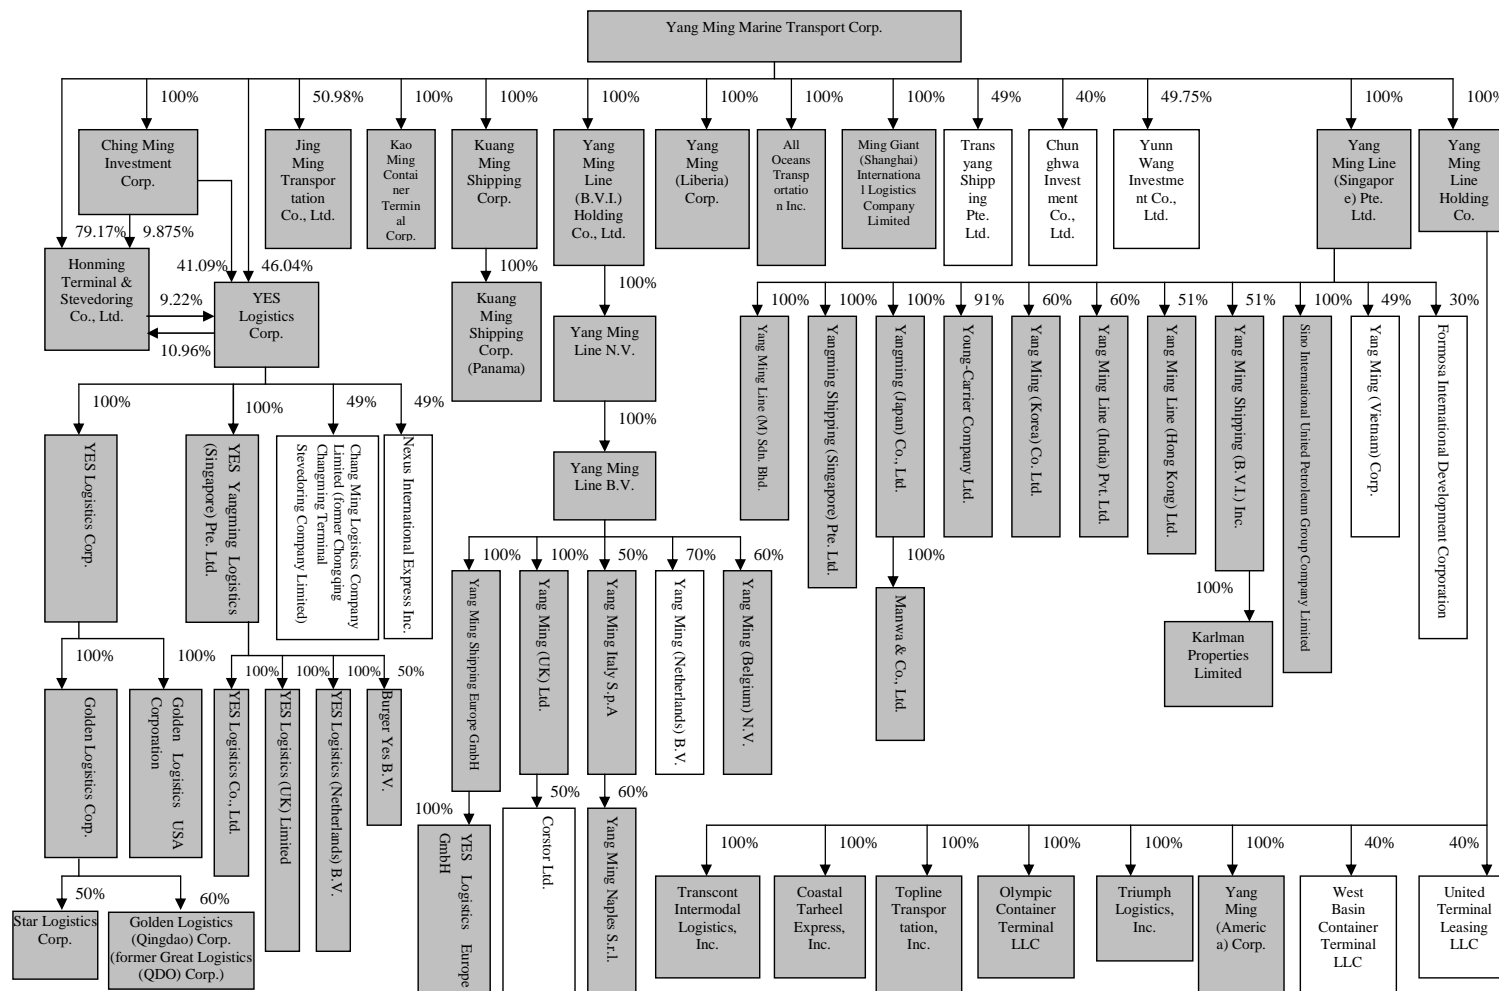 Yang Ming Marine Transport Corp.
100%
50.98%
100%
100%
100%
100%
100%
100%
49%
40%
49.75%
100%
100%
Ching Ming
Investment
Corp.
Jing
Ming
Transpor
tation
Co., Ltd.
Kao
Ming Contai
ner
Termin
al
Corp.
Kuang
Ming
Shipping
Corp.
Yang
Ming
Line
(B.V.I.)
Holding
Co., Ltd.
Yang
Ming
(Liberia)
Corp.
All
Oceans
Transp
ortatio
n Inc.
Ming Giant
(Shanghai)
Internationa
l Logistics
Company
Limited
Trans
yang
Shipp
ing
Pte.
Ltd.
Chun
ghwa
Invest
ment
Co.,
Ltd.
Yunn
Wang
Investme
nt Co.,
Ltd.
Yang
Ming Line
(Singapor
e) Pte.
Ltd.
Yang
Ming
Line
Holding
Co.
79.17%
9.875%
41.09%
46.04%
Honming
Terminal &
Stevedoring
Co., Ltd.
9.22%
10.96%
YES
Logistics
Corp.
100%
Kuang
Ming
Shipping
Corp.
(Panama)
100%
Yang Ming
Line N.V.
100%
Yang Ming
Line B.V.
100%
100%
100%
91%
60%
60%
51%
51%
100%
49%
30%
Yang Ming Line (M) Sdn. Bhd.
Yangming Shipping
(Singapore) Pte. Ltd.
Yangming
(Japan) Co., Ltd.
Young-Carrier Company Ltd.
Yang Ming (Korea) Co. Ltd.
Yang Ming Line (India) Pvt. Ltd.
Yang Ming Line (Hong Kong) Ltd.
Yang Ming Shipping (B.V.I.) Inc.
Sino International United Petroleum Group Company Limited
Yang Ming (Vietnam) Corp.
Formosa International Development Corporation
100%
Manwa & Co., Ltd.
100%
Karlman
Properties
Limited
100%
100%
49%
49%
YES Logistics Corp.
YES Yangming Logistics
(Singapore) Pte. Ltd.
Chang Ming Logistics Company
Limited (former Chongqing
Changming Terminal
Stevedoring Company Limited)
Nexus International Express Inc.
100%
100%
50%
70%
60%
Yang Ming Shipping Europe GmbH
Yang Ming (UK) Ltd.
Yang Ming Italy S.p.A
Yang Ming (Netherlands) B.V.
Yang Ming (Belgium) N.V.
100%
100%
100%
100%
100%
50%
Golden Logistics Corp.
Golden Logistics USA
Corporation
YES Logistics Co., Ltd.
YES Logistics (UK) Limited
YES Logistics (Netherlands) B.V.
Burger Yes B.V.
100%
50%
60%
YES Logistics Europe
GmbH
Corstor Ltd.
Yang Ming Naples S.r.l.
50%
60%
Star Logistics
Corp.
Golden Logistics
(Qingdao) Corp.
(former Great Logistics
(QDO) Corp.)
100%
100%
100%
100%
100%
100%
40%
40%
Transcont
Intermodal
Logistics,
Inc.
Coastal
Tarheel
Express,
Inc.
Topline
Transpor
tation,
Inc.
Olympic
Container
Terminal
LLC
Triumph
Logistics,
Inc.
Yang
Ming
(Americ
a) Corp.
West
Basin
Container
Terminal
LLC
United
Terminal
Leasing
LLC